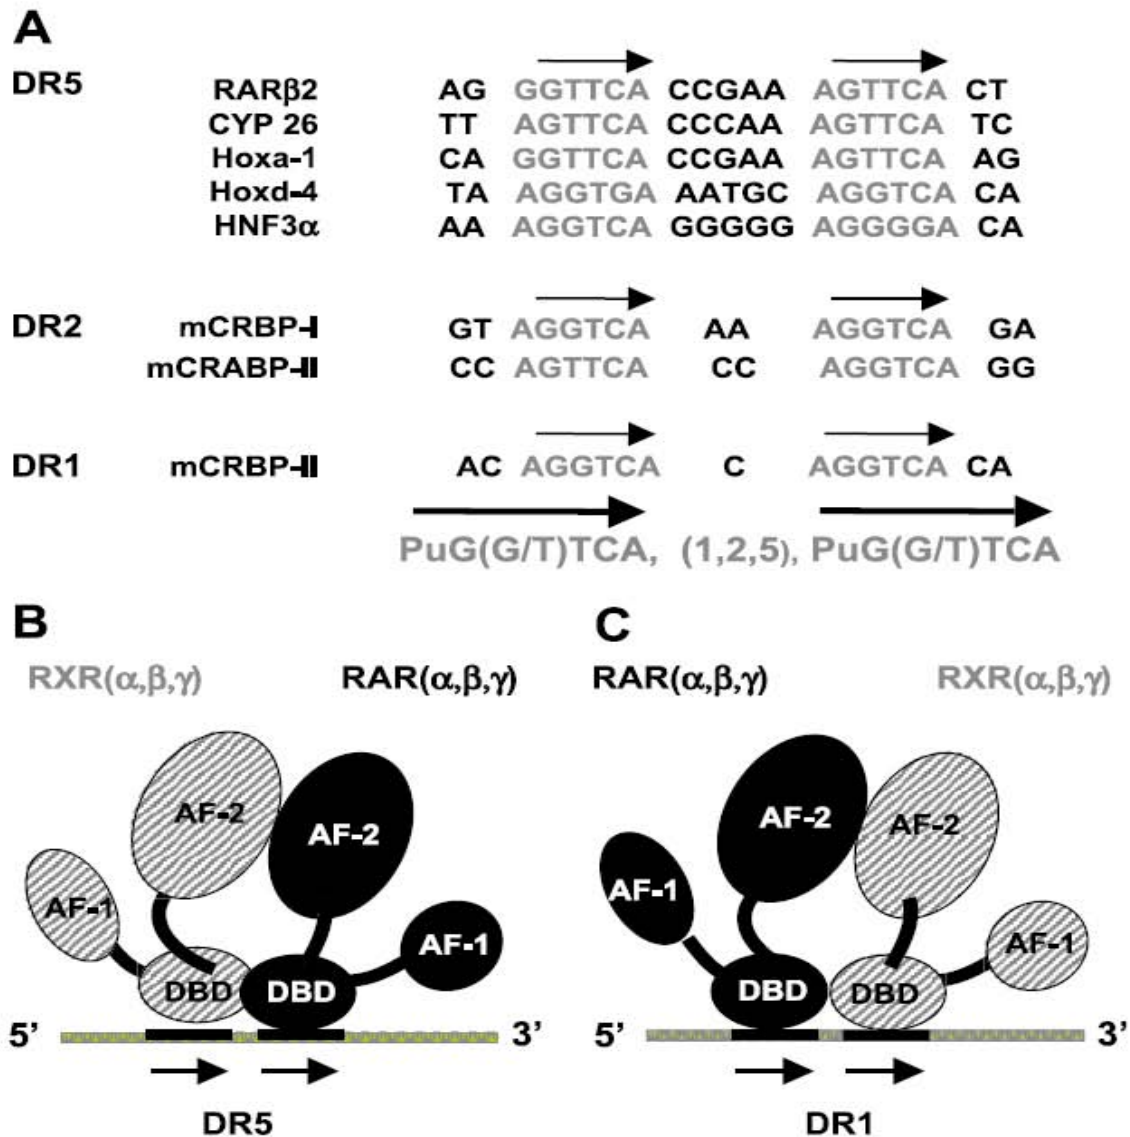 A
DR5 RARβ2 AG GGTTCA CCGAA AGTTCA CT
CYP 26 TT AGTTCA CCCAA AGTTCA TC
Hoxa-1 CA GGTTCA CCGAA AGTTCA AG
Hoxd-4 TA AGGTGA AATGC AGGTCA CA
HNF3α AA AGGTCA GGGGG AGGGGA CA
DR2 mCRBP-I GT AGGTCA AA AGGTCA GA
mCRABP-II CC AGTTCA CC AGGTCA GG
DR1 mCRBP-II AC AGGTCA C AGGTCA CA
PuG(G/T)TCA, (1,2,5), PuG(G/T)TCA
B
RXR(α,β,γ) RAR(α,β,γ)
AF-2
AF-2
AF-1
AF-1
DBD DBD
5' 3'
DR5
C
RAR(α,β,γ) RXR(α,β,γ)
AF-2 AF-2
AF-1
AF-1
DBD DBD
5' 3'
DR1